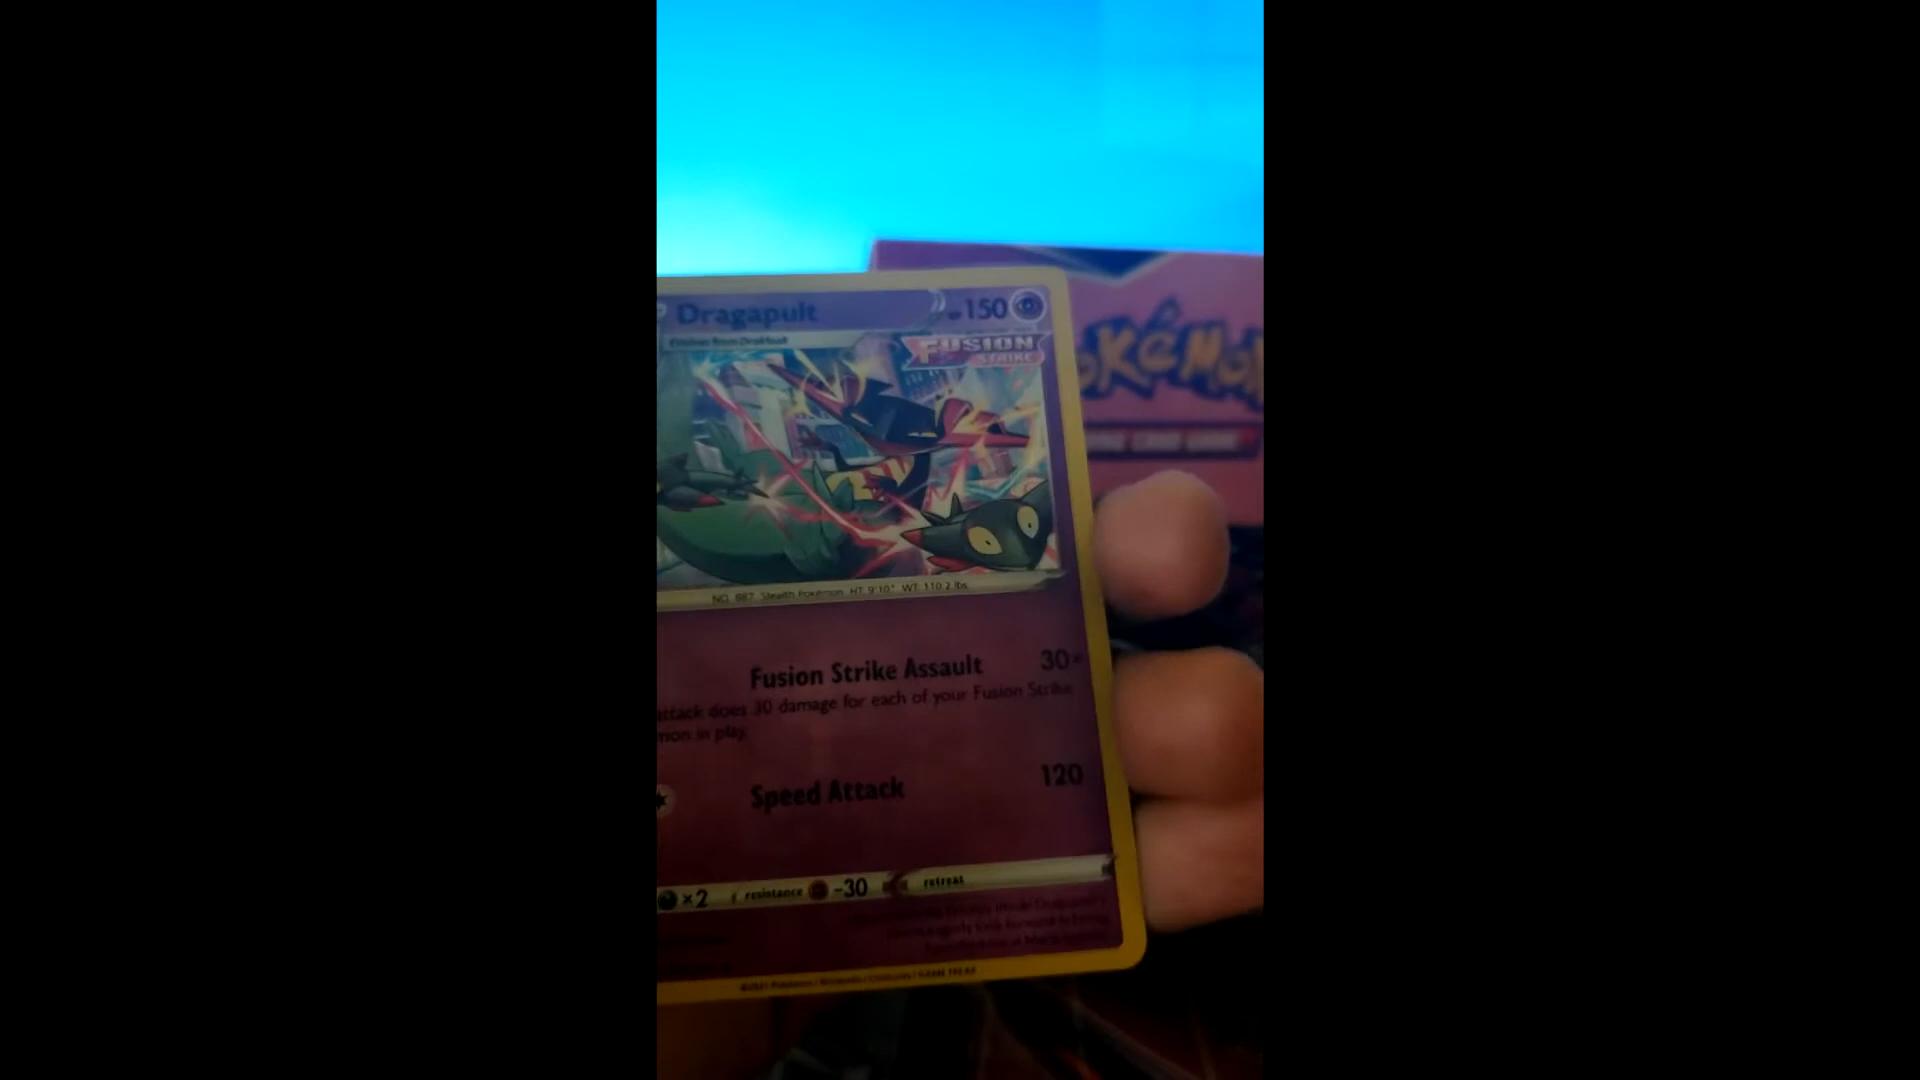 Dragapult 150
Evolves from Drakloak
FUSION
STRIKE
POKéMON
NO. 887 Stealth Pokémon HT: 9'10" WT: 110.2 lbs.
Fusion Strike Assault 30×
attack does 30 damage for each of your Fusion Strike
mon in play.
Speed Attack 120
×2 resistance -30 retreat